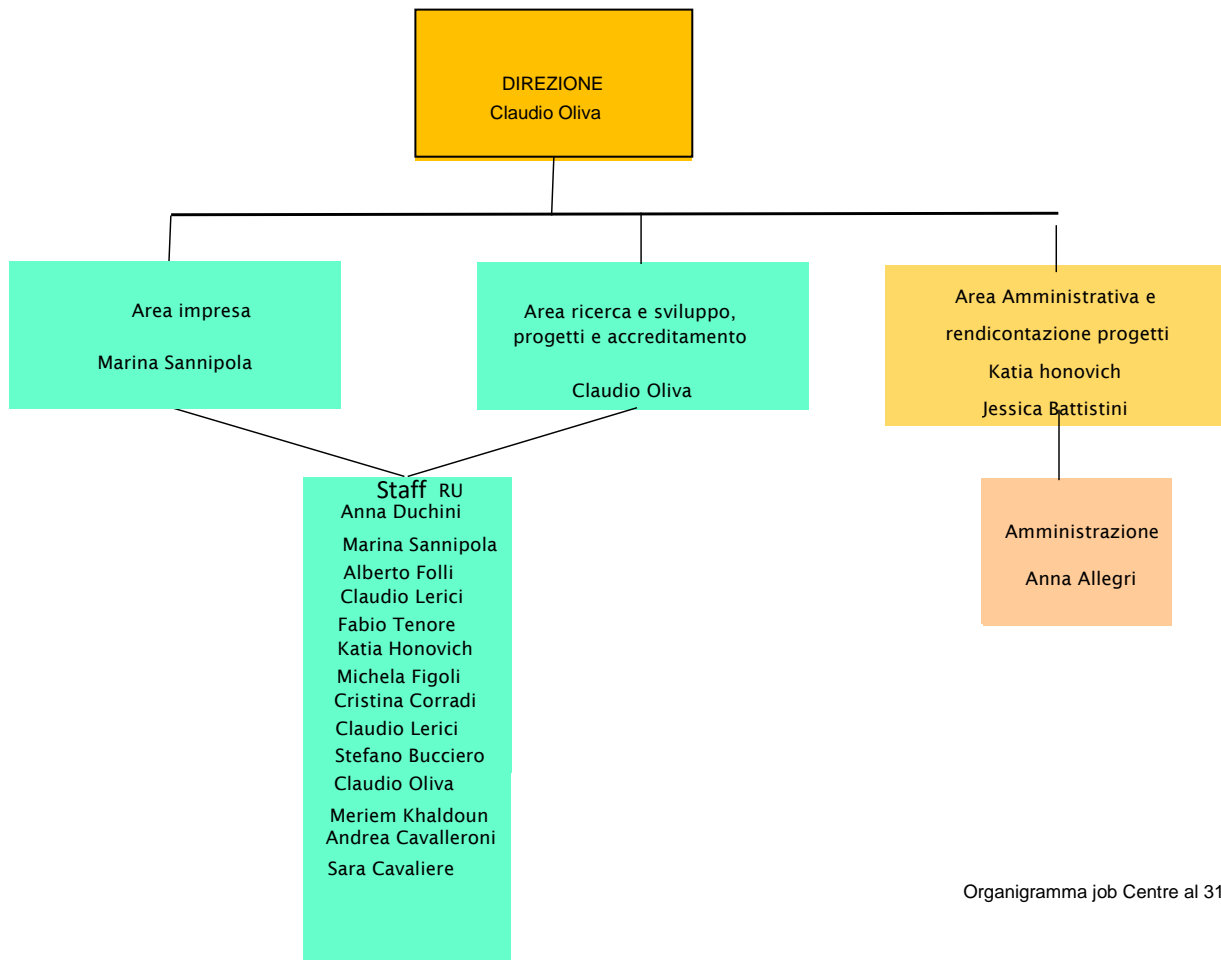 DIREZIONE
Claudio Oliva
Area impresa
Marina Sannipola
Area ricerca e sviluppo,
progetti e accreditamento
Claudio Oliva
Area Amministrativa e
rendicontazione progetti
Katia honovich
Jessica Battistini
Staff RU
Anna Duchini
Marina Sannipola
Alberto Folli
Claudio Lerici
Fabio Tenore
Katia Honovich
Michela Figoli
Cristina Corradi
Claudio Lerici
Stefano Bucciero
Claudio Oliva
Meriem Khaldoun
Andrea Cavalleroni
Sara Cavaliere
Amministrazione
Anna Allegri
Organigramma job Centre al 31